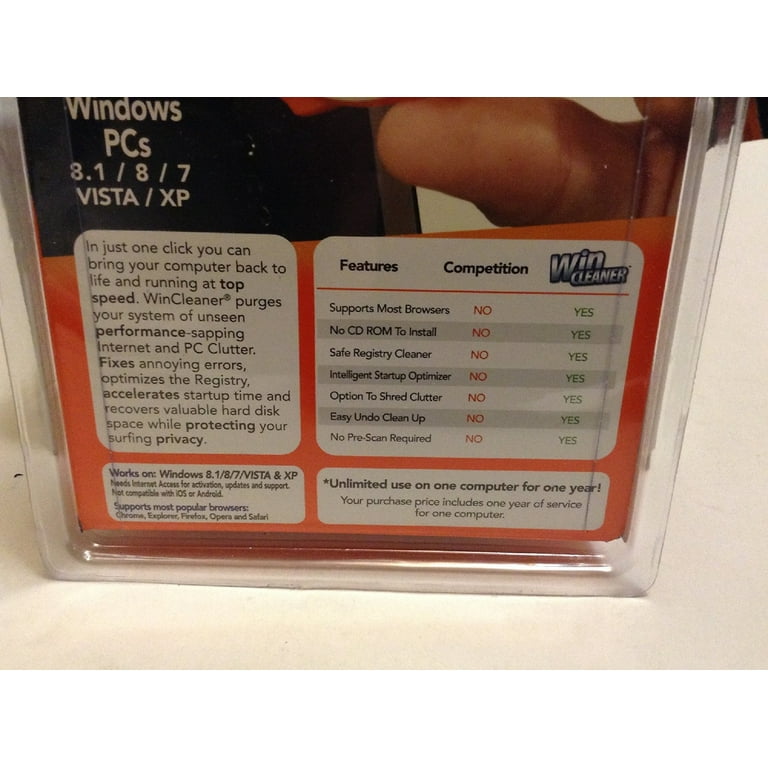 Windows
PCs
8.1 / 8 / 7
VISTA / XP
In just one click you can
bring your computer back to
life and running at top
speed. WinCleaner® purges
your system of unseen
performance-sapping
Internet and PC Clutter.
Fixes annoying errors,
optimizes the Registry,
accelerates startup time and
recovers valuable hard disk
space while protecting your
surfing privacy.
Features Competition Win CLEANER
Supports Most Browsers NO YES
No CD ROM To Install NO YES
Safe Registry Cleaner NO YES
Intelligent Startup Optimizer NO YES
Option To Shred Clutter NO YES
Easy Undo Clean Up NO YES
No Pre-Scan Required NO YES
Works on: Windows 8.1/8/7/VISTA & XP
Needs Internet Access for activation, updates and support.
Not compatible with iOS or Android.
Supports most popular browsers:
Chrome, Explorer, Firefox, Opera and Safari
*Unlimited use on one computer for one year!
Your purchase price includes one year of service
for one computer.